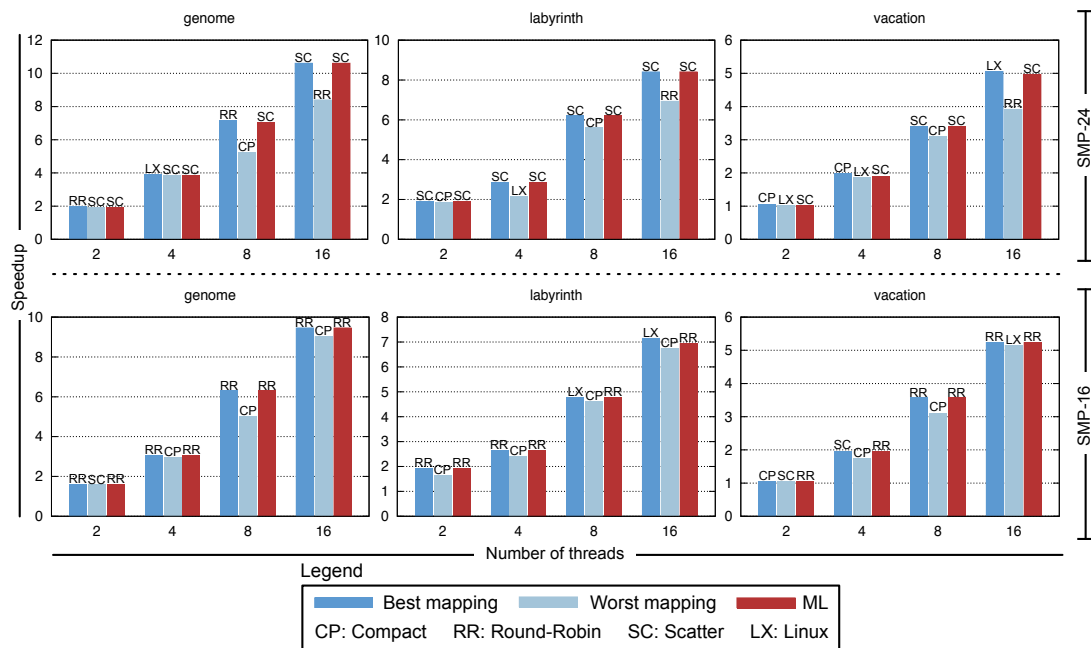 genome labyrinth vacation
12 10 6
10 8 5
8 6 4
6 4 3
4 2 2
2 1
0 0 0
SC SC RR SC RR CP SC LX SC SC RR SC SC
SC CP SC SC LX SC SC CP SC SC RR SC
CP LX SC CP LX SC SC CP SC LX RR SC
2 4 8 16 2 4 8 16 2 4 8 16
SMP-24
Speedup
genome labyrinth vacation
10 8 6
8 7 5
6 6 4
4 5 3
2 4 2
0 3 1
2 0
1
0
RR SC RR RR CP RR RR CP RR RR CP RR
RR CP RR RR CP RR LX CP RR LX CP RR
CP SC RR SC CP RR RR CP RR RR LX RR
2 4 8 16 2 4 8 16 2 4 8 16
SMP-16
Number of threads
Legend
Best mapping Worst mapping ML
CP: Compact RR: Round-Robin SC: Scatter LX: Linux